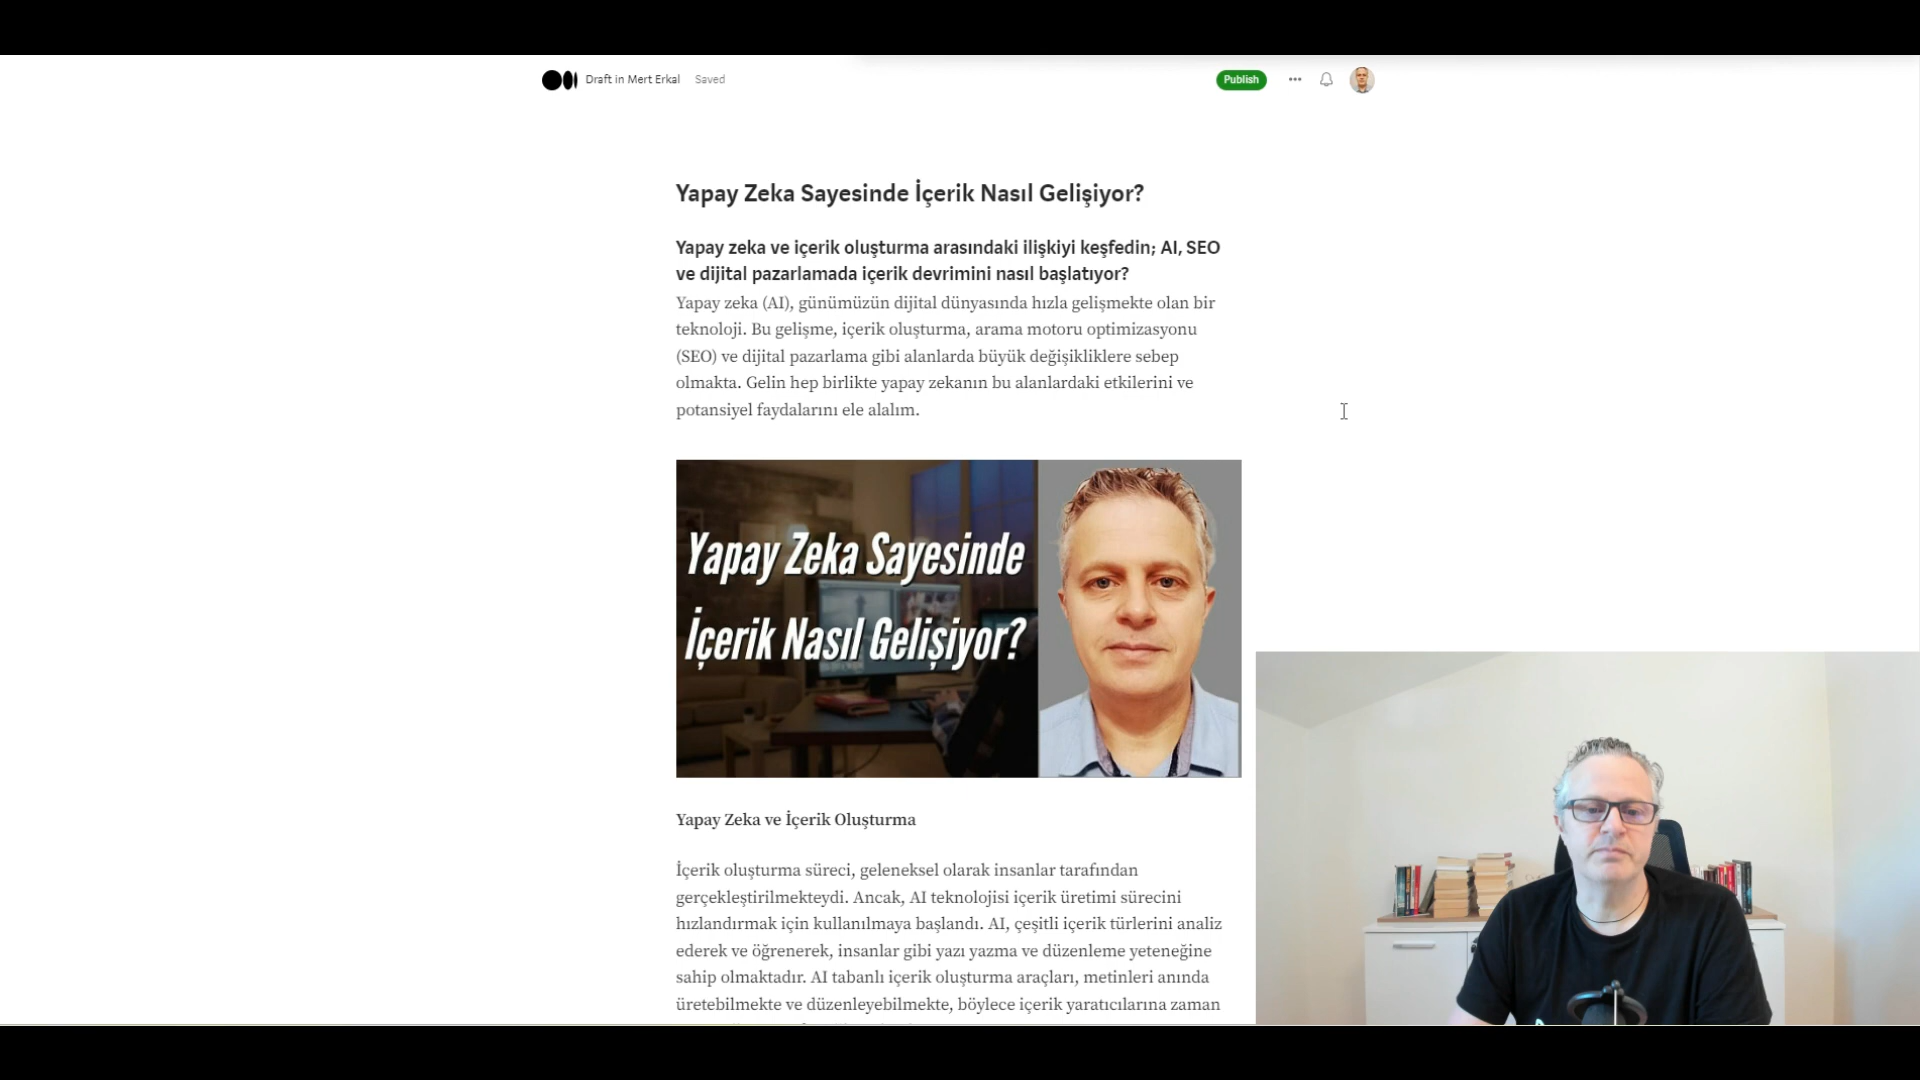 Draft in Mert Erkal Saved
Publish
Yapay Zeka Sayesinde İçerik Nasıl Gelişiyor?
Yapay zeka ve içerik oluşturma arasındaki ilişkiyi keşfedin; AI, SEO
ve dijital pazarlamada içerik devrimini nasıl başlatıyor?
Yapay zeka (AI), günümüzün dijital dünyasında hızla gelişmekte olan bir
teknoloji. Bu gelişme, içerik oluşturma, arama motoru optimizasyonu
(SEO) ve dijital pazarlama gibi alanlarda büyük değişikliklere sebep
olmakta. Gelin hep birlikte yapay zekanın bu alanlardaki etkilerini ve
potansiyel faydalarını ele alalım.
Yapay Zeka Sayesinde
İçerik Nasıl Gelişiyor?
Yapay Zeka ve İçerik Oluşturma
İçerik oluşturma süreci, geleneksel olarak insanlar tarafından
gerçekleştirilmekteydi. Ancak, AI teknolojisi içerik üretimi sürecini
hızlandırmak için kullanılmaya başlandı. AI, çeşitli içerik türlerini analiz
ederek ve öğrenerek, insanlar gibi yazı yazma ve düzenleme yeteneğine
sahip olmaktadır. AI tabanlı içerik oluşturma araçları, metinleri anında
üretebilmekte ve düzenleyebilmekte, böylece içerik yaratıcılarına zaman